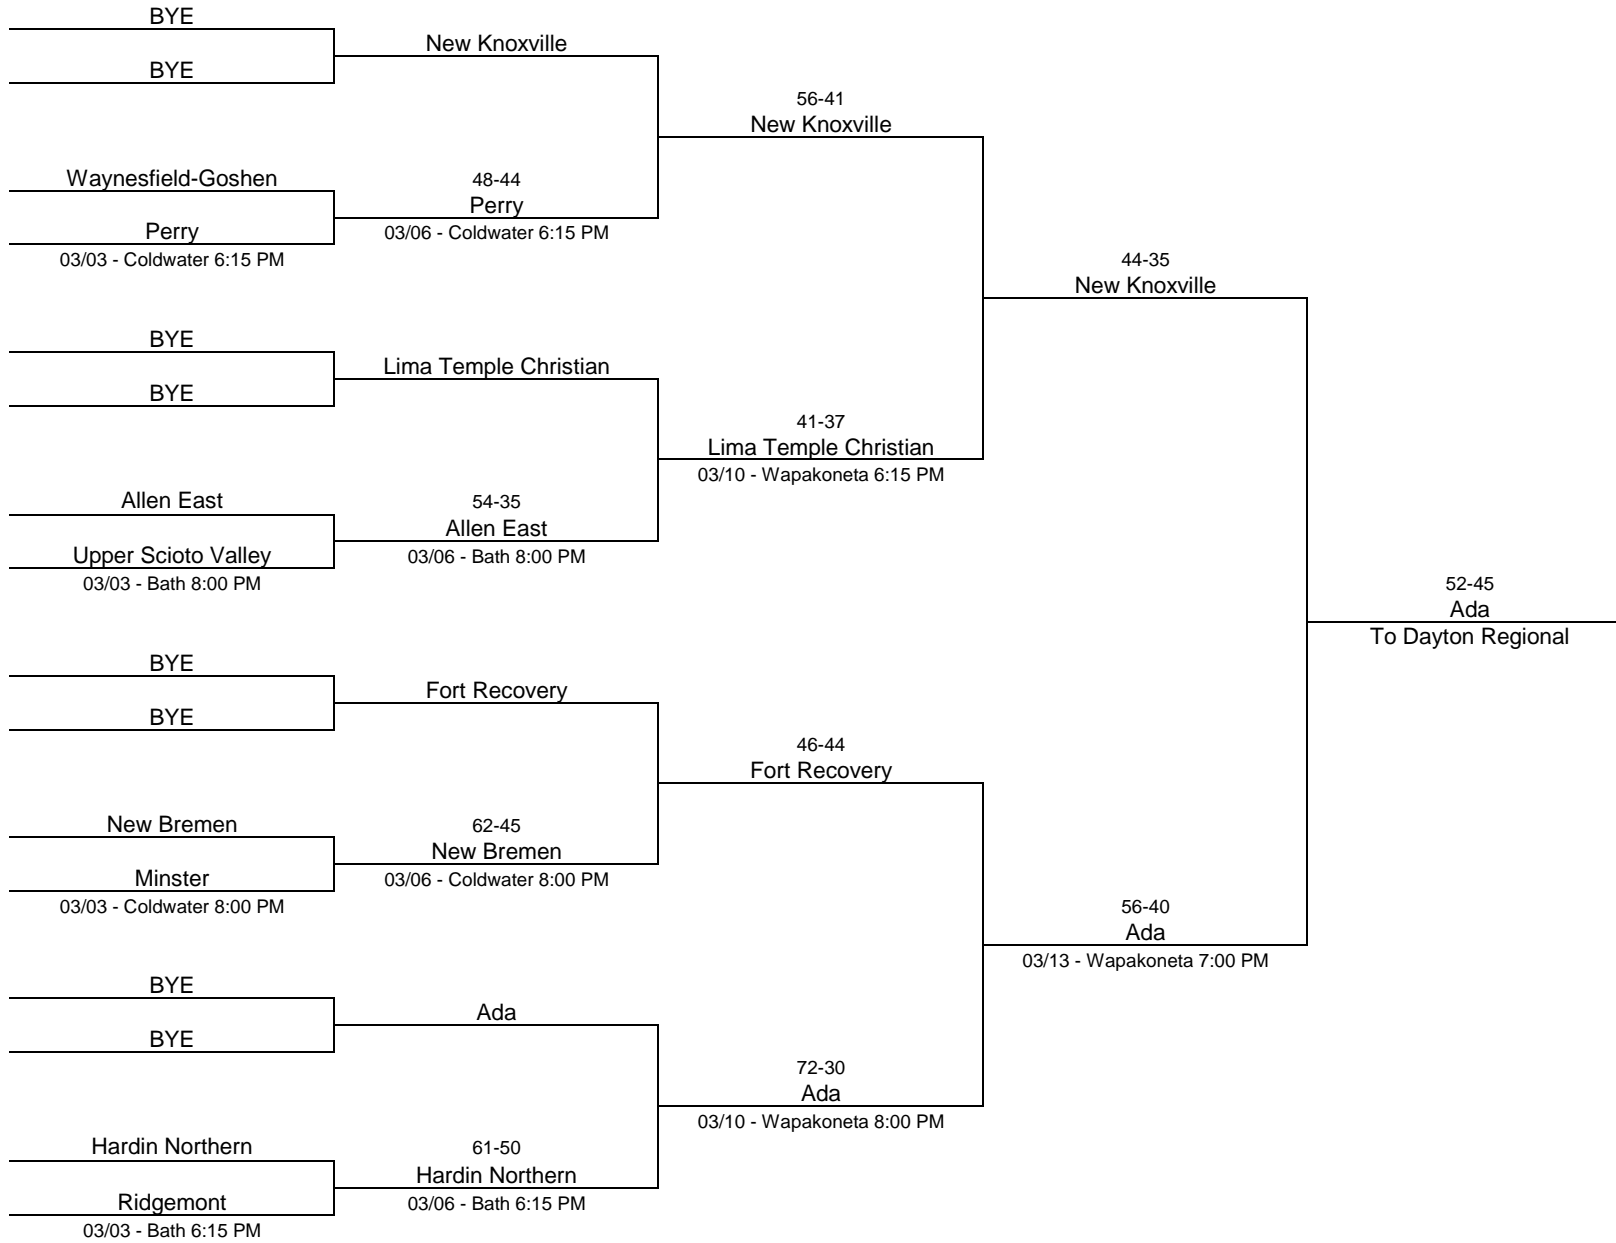 BYE
New Knoxville
BYE
56-41
New Knoxville
Waynesfield-Goshen
48-44
Perry
Perry
03/06 - Coldwater 6:15 PM
03/03 - Coldwater 6:15 PM
44-35
New Knoxville
BYE
Lima Temple Christian
BYE
41-37
Lima Temple Christian
03/10 - Wapakoneta 6:15 PM
Allen East
54-35
Allen East
Upper Scioto Valley
03/06 - Bath 8:00 PM
03/03 - Bath 8:00 PM
52-45
Ada
To Dayton Regional
BYE
Fort Recovery
BYE
46-44
Fort Recovery
New Bremen
62-45
New Bremen
Minster
03/06 - Coldwater 8:00 PM
03/03 - Coldwater 8:00 PM
56-40
Ada
03/13 - Wapakoneta 7:00 PM
BYE
Ada
BYE
72-30
Ada
03/10 - Wapakoneta 8:00 PM
Hardin Northern
61-50
Hardin Northern
Ridgemont
03/06 - Bath 6:15 PM
03/03 - Bath 6:15 PM